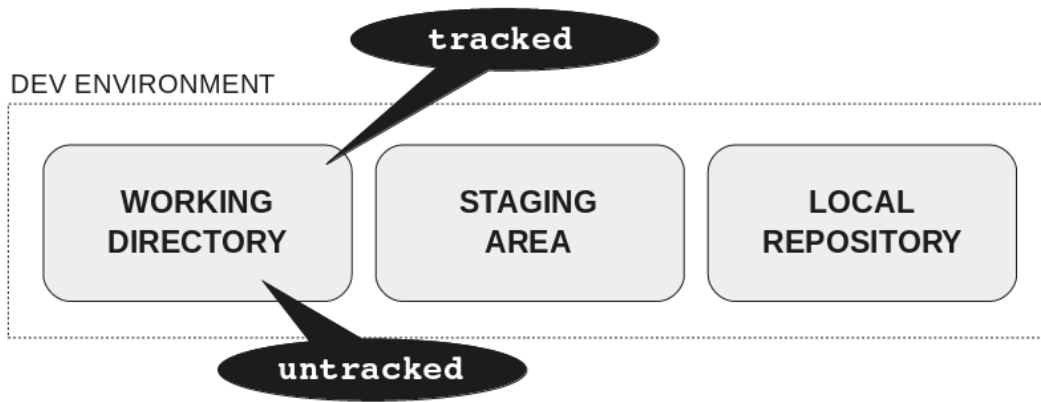 tracked
DEV ENVIRONMENT
WORKING
DIRECTORY
STAGING
AREA
LOCAL
REPOSITORY
untracked